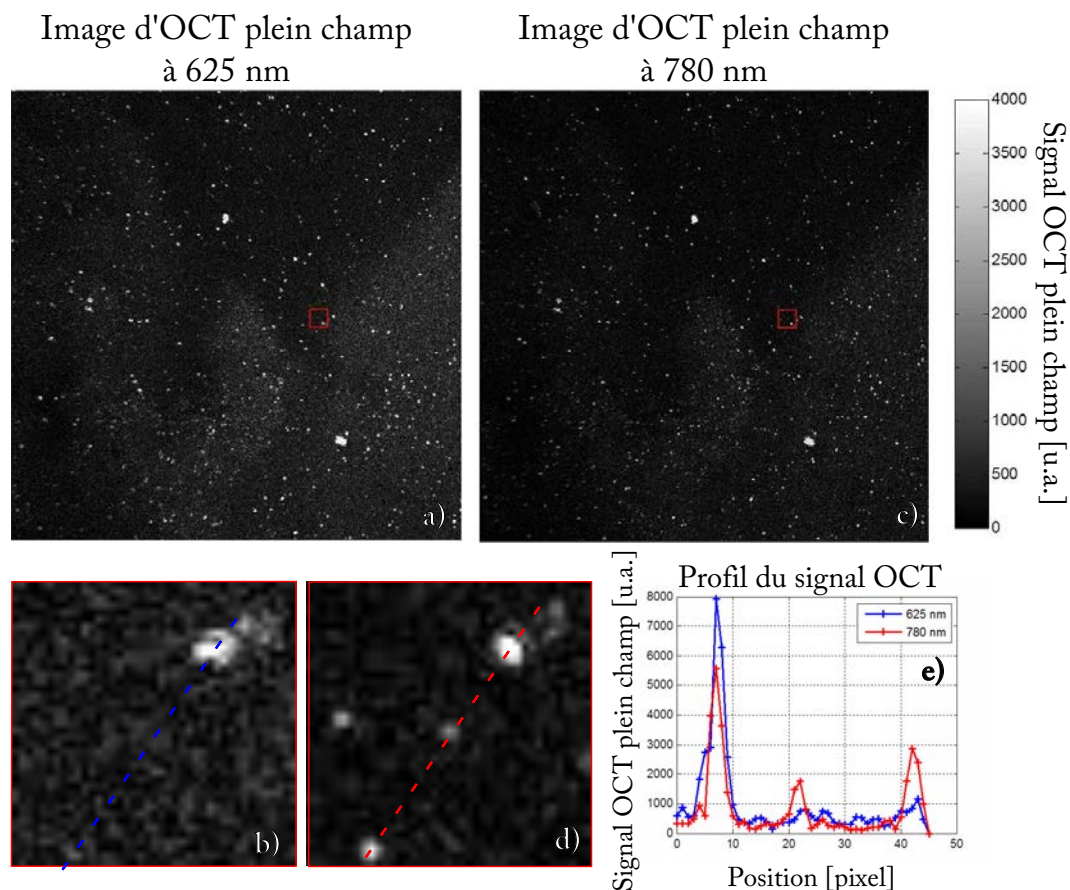 Image d'OCT plein champ
à 625 nm
Image d'OCT plein champ
à 780 nm
a)
c)
4000
3500
3000
2500
2000
1500
1000
500
0
Signal OCT plein champ [u.a.]
b)
d)
Profil du signal OCT
Signal OCT plein champ [u.a.]
8000
7000
6000
5000
4000
3000
2000
1000
0
625 nm
780 nm
e)
0 10 20 30 40 50
Position [pixel]